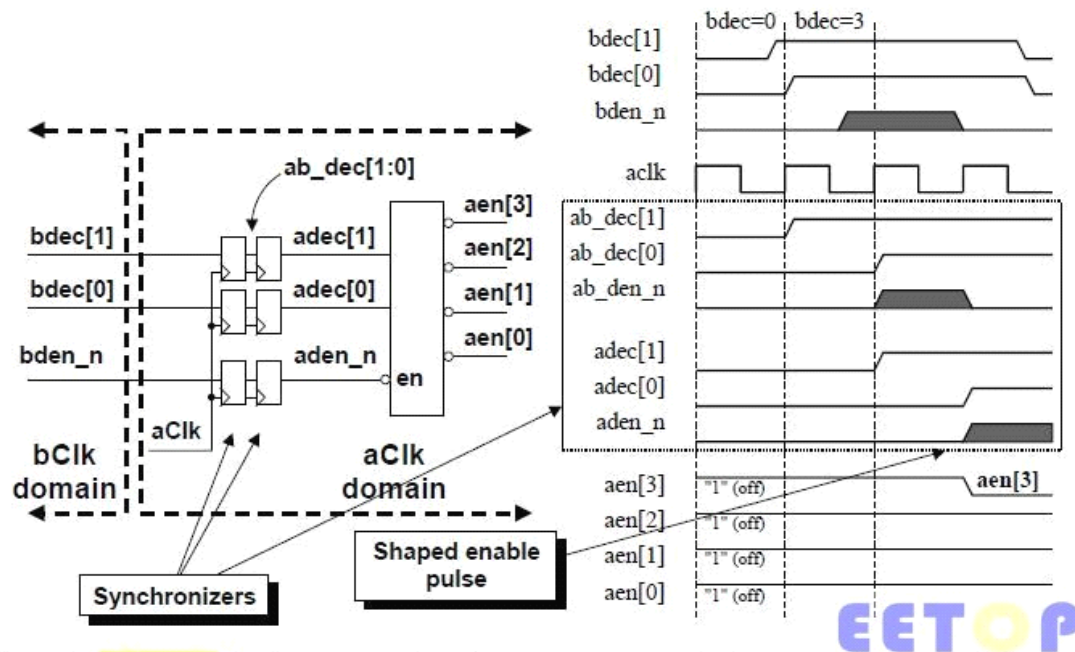 bdec=0 bdec=3
bdec[1]
bdec[0]
bden_n
aclk
ab_dec[1]
ab_dec[0]
ab_den_n
adec[1]
adec[0]
aden_n
aen[3] "1" (off) aen[3]
aen[2] "1" (off)
aen[1] "1" (off)
aen[0] "1" (off)
ab_dec[1:0]
bdec[1] adec[1] aen[3]
aen[2]
bdec[0] adec[0] aen[1]
aen[0]
bden_n aden_n en
aClk
bClk
domain
aClk
domain
Synchronizers
Shaped enable
pulse
EETOP